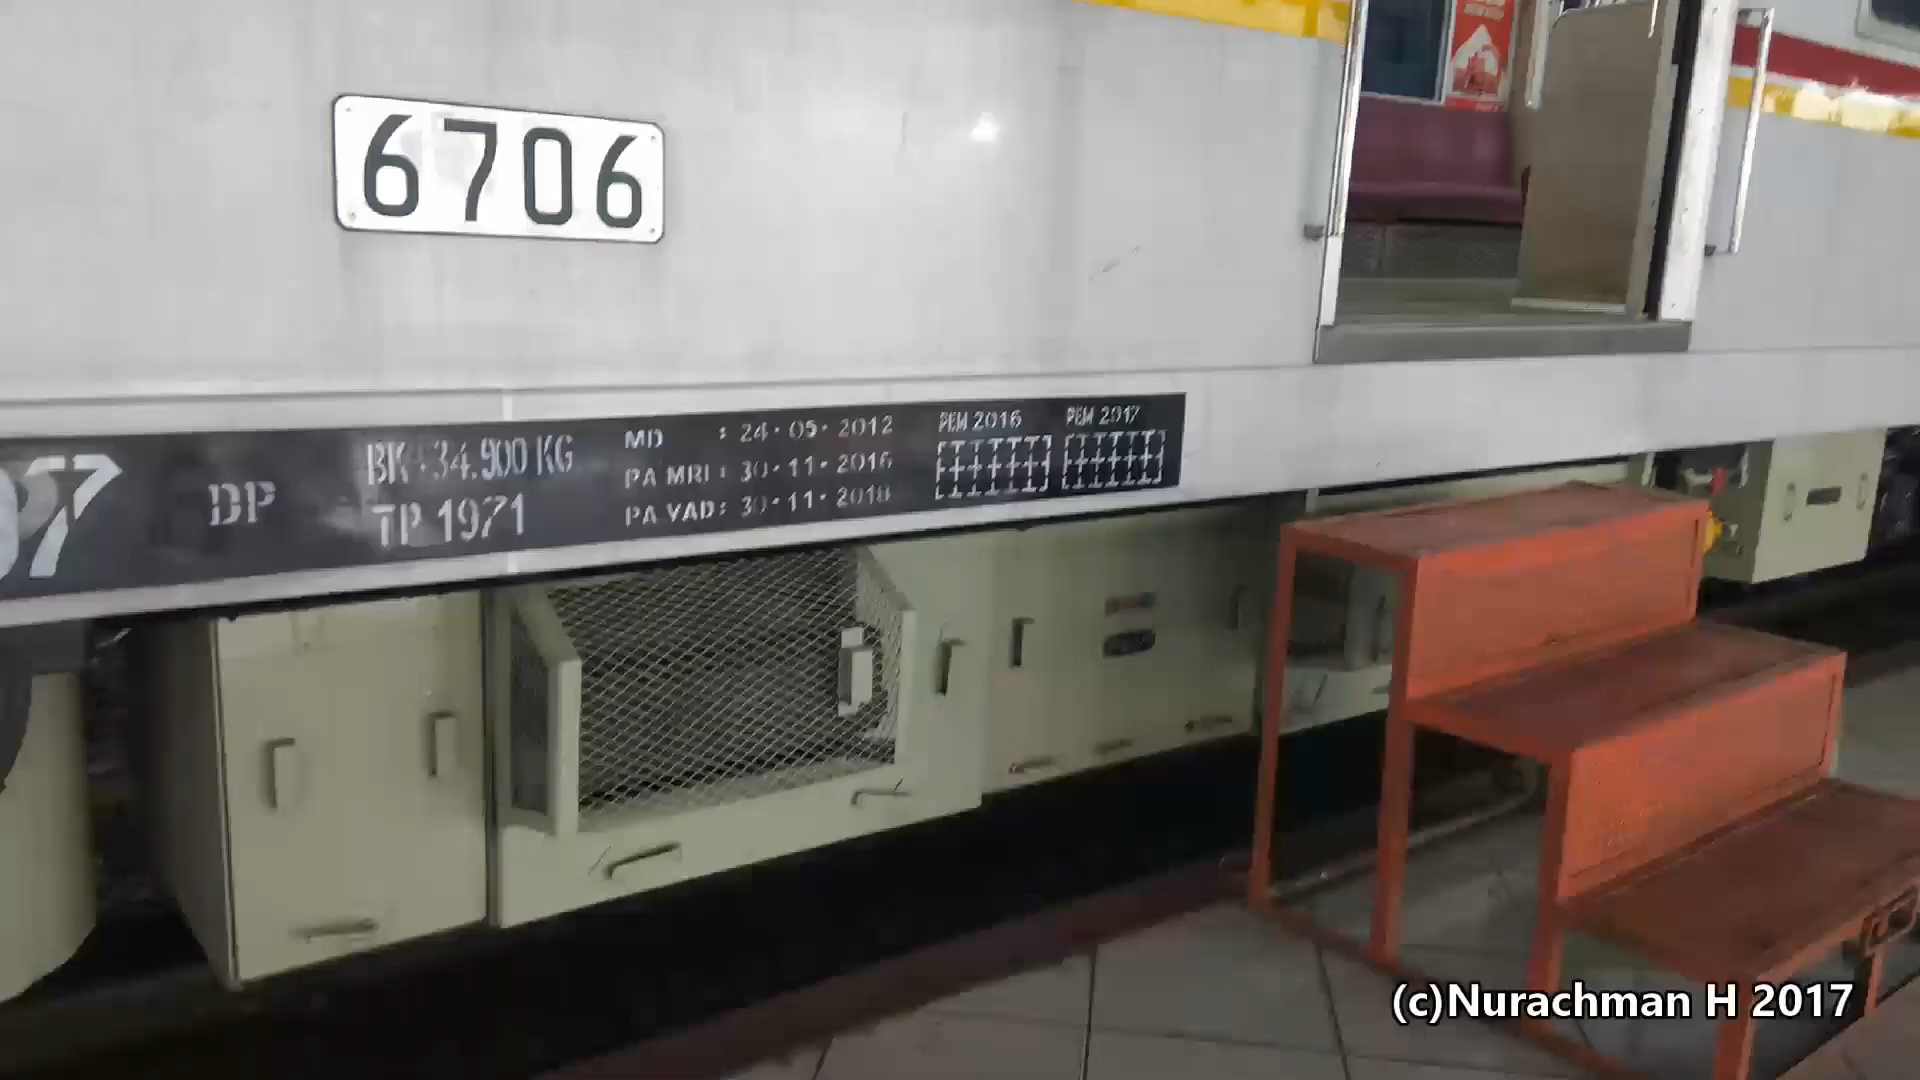 6706
7
DP
BK : 34.900 KG
TP 1971
MD : 24 · 05 · 2012
PA MRI : 30 · 11 · 2016
PA YAD : 30 · 11 · 2018
PEM 2016
PEM 2017
(c)Nurachman H 2017